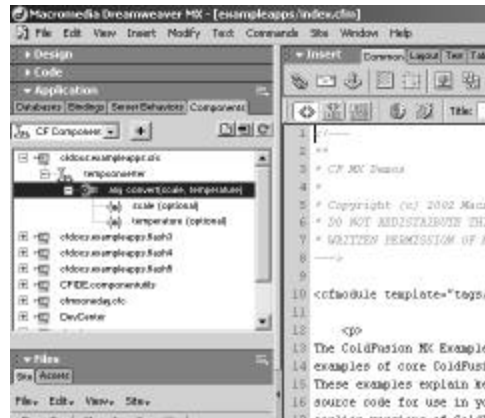 Macromedia Dreamweaver MX - [exampleapps/index.cfm]
File Edit View Insert Modify Text Commands Site Window Help
Design
Code
Application
Databases Bindings Server Behaviors Components
CF Componen
cfdocs.exampleapps.cfc
tempconverter
any convert(scale, temperature)
scale (optional)
temperature (optional)
cfdocs.exampleapps.flash3
cfdocs.exampleapps.flash4
cfdocs.exampleapps.flash5
CFIDE.componentutils
DevCenter
Files
Site Assets
File Edit View Site
Insert Common Layout Text Tab
Title:
1 <!---
2 **
3 * CF MX Demos
4 *
5 * Copyright (c) 2002 Mac
6 * DO NOT REDISTRIBUTE TH
7 * WRITTEN PERMISSION OF
8 --->
9
10 <cfmodule template="tags
11
12 <p>
13 The ColdFusion MX Example
14 examples of core ColdFusi
15 These examples explain ke
16 source code for use in yo